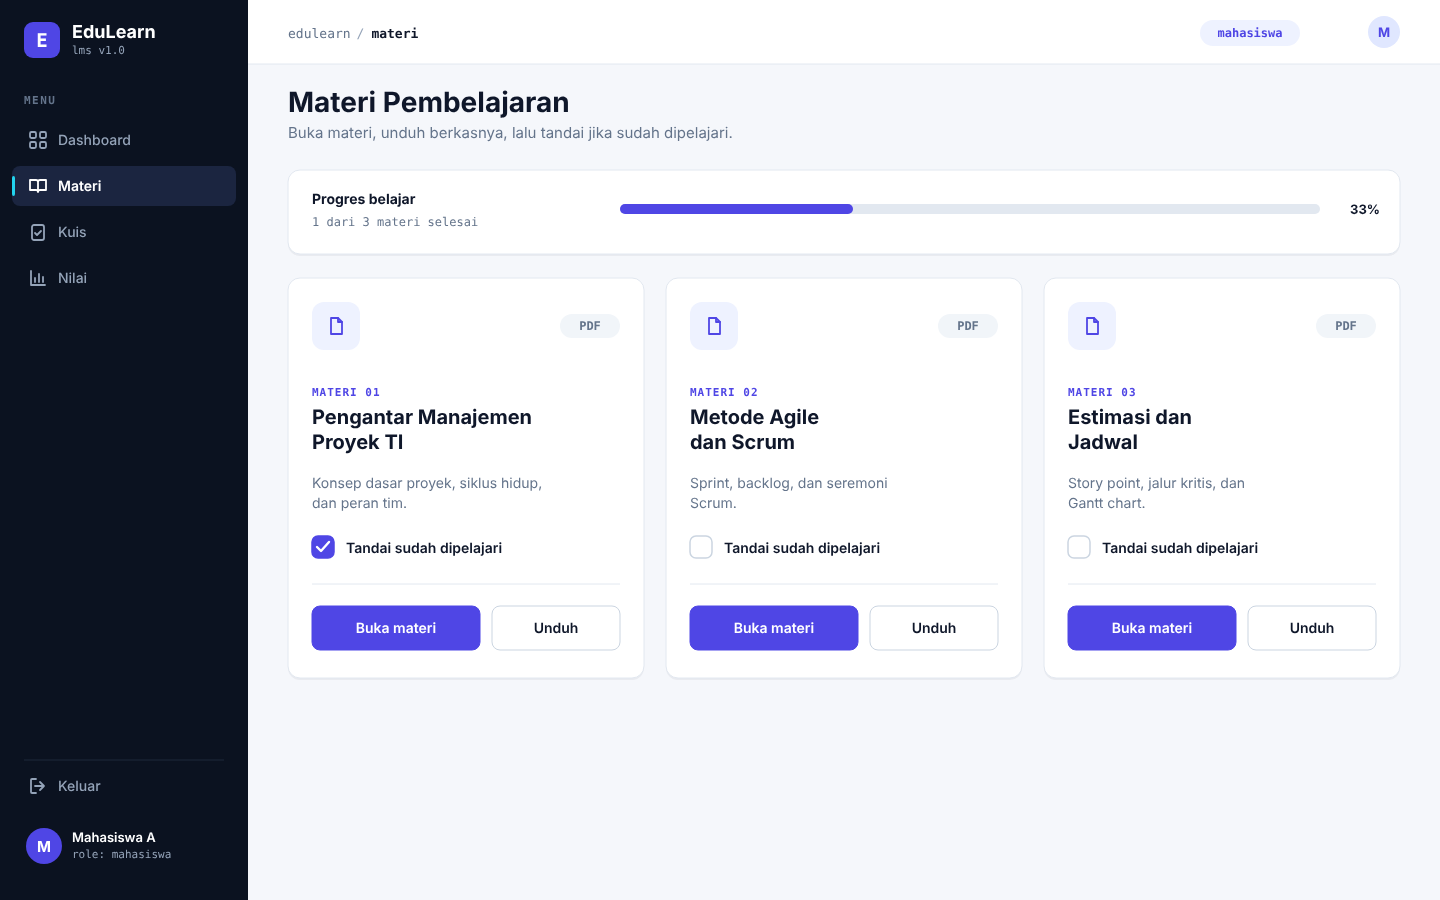 E
EduLearn
lms v1.0
MENU
Dashboard
Materi
Kuis
Nilai
Keluar
M
Mahasiswa A
role: mahasiswa
edulearn / materi
mahasiswa
M
Materi Pembelajaran
Buka materi, unduh berkasnya, lalu tandai jika sudah dipelajari.
Progres belajar
1 dari 3 materi selesai
33%
PDF
MATERI 01
Pengantar Manajemen
Proyek TI
Konsep dasar proyek, siklus hidup,
dan peran tim.
Tandai sudah dipelajari
Buka materi
Unduh
PDF
MATERI 02
Metode Agile
dan Scrum
Sprint, backlog, dan seremoni
Scrum.
Tandai sudah dipelajari
Buka materi
Unduh
PDF
MATERI 03
Estimasi dan
Jadwal
Story point, jalur kritis, dan
Gantt chart.
Tandai sudah dipelajari
Buka materi
Unduh